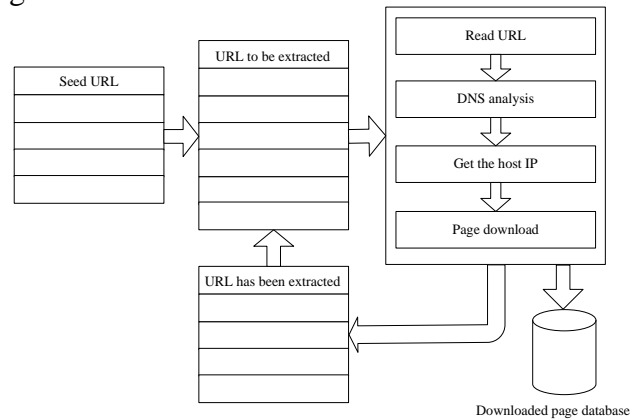 Seed URL
URL to be extracted
Read URL
DNS analysis
Get the host IP
Page download
URL has been extracted
Downloaded page database